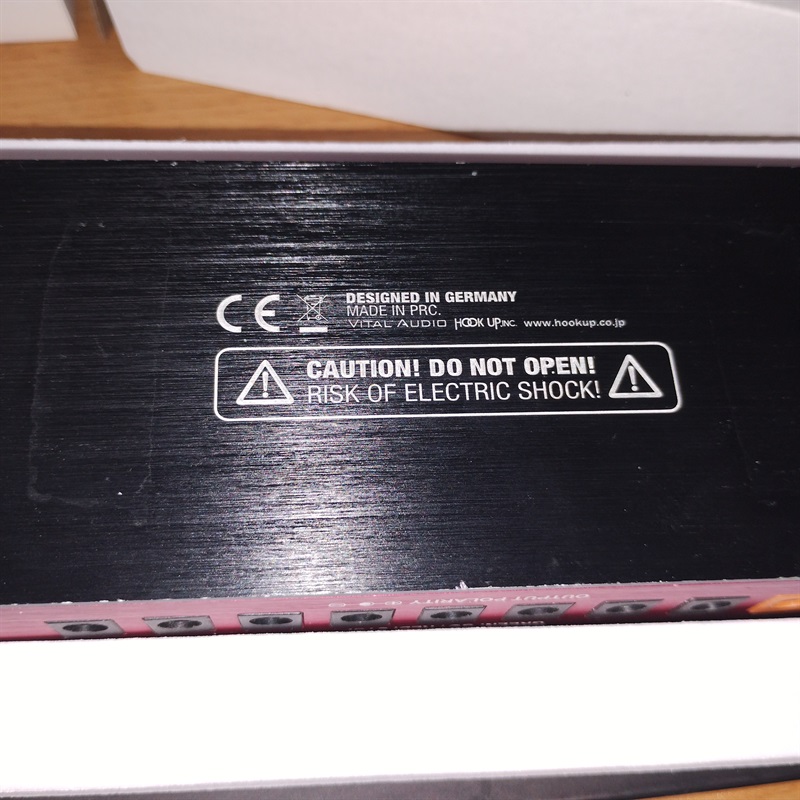 CE
DESIGNED IN GERMANY
MADE IN PRC.
VITAL AUDIO HOOK UP,INC. www.hookup.co.jp
CAUTION! DO NOT OPEN!
RISK OF ELECTRIC SHOCK!
OUTPUT POLARITY